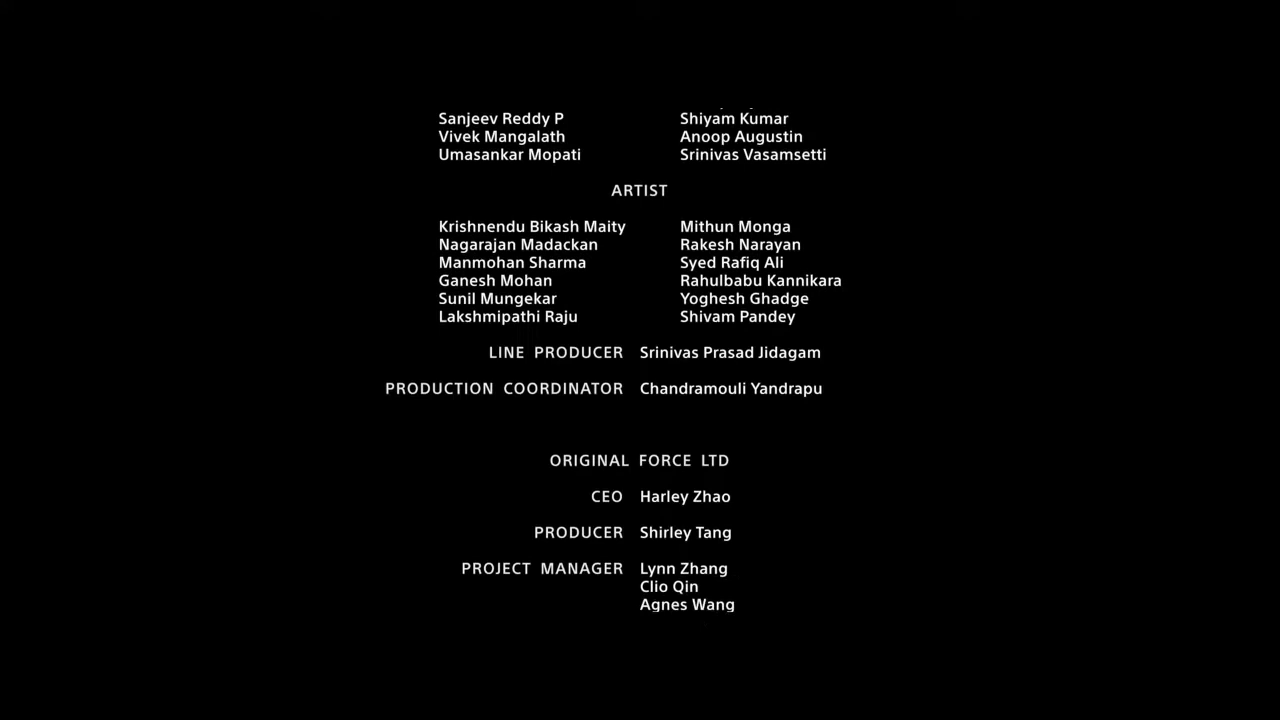 Sanjeev Reddy P Shiyam Kumar
Vivek Mangalath Anoop Augustin
Umasankar Mopati Srinivas Vasamsetti
ARTIST
Krishnendu Bikash Maity Mithun Monga
Nagarajan Madackan Rakesh Narayan
Manmohan Sharma Syed Rafiq Ali
Ganesh Mohan Rahulbabu Kannikara
Sunil Mungekar Yoghesh Ghadge
Lakshmipathi Raju Shivam Pandey
LINE PRODUCER Srinivas Prasad Jidagam
PRODUCTION COORDINATOR Chandramouli Yandrapu
ORIGINAL FORCE LTD
CEO Harley Zhao
PRODUCER Shirley Tang
PROJECT MANAGER Lynn Zhang
Clio Qin
Agnes Wang